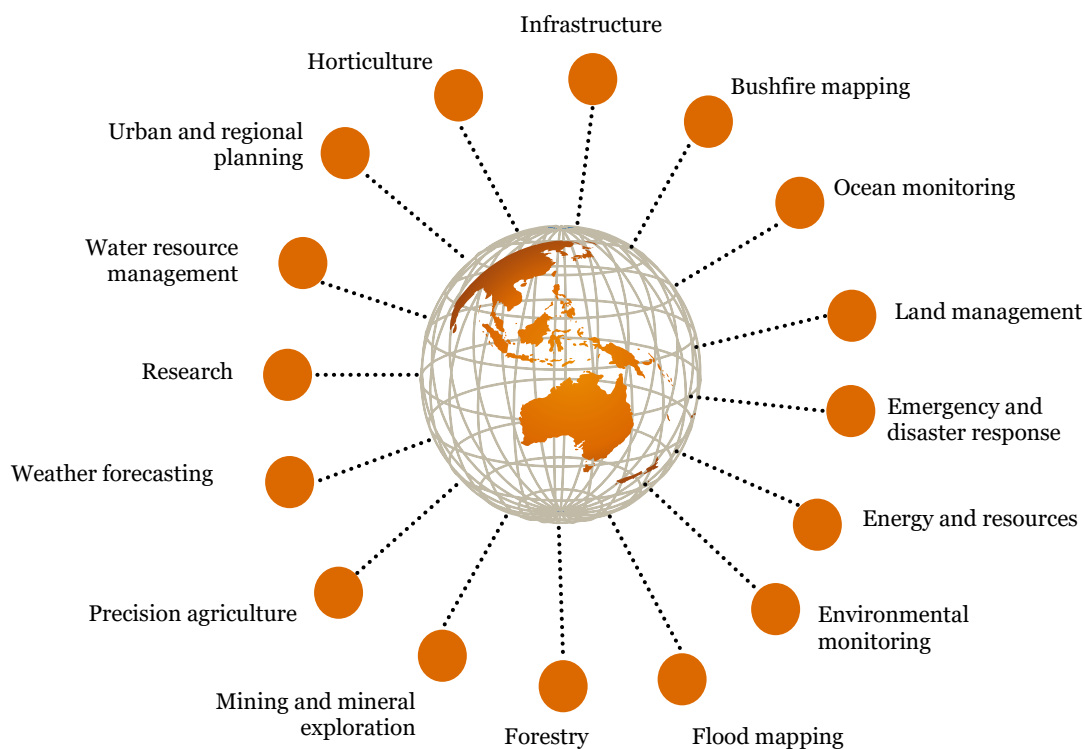 Infrastructure
Horticulture
Bushfire mapping
Urban and regional
planning
Ocean monitoring
Water resource
management
Land management
Research
Emergency and
disaster response
Weather forecasting
Energy and resources
Precision agriculture
Environmental
monitoring
Mining and mineral
exploration
Forestry
Flood mapping